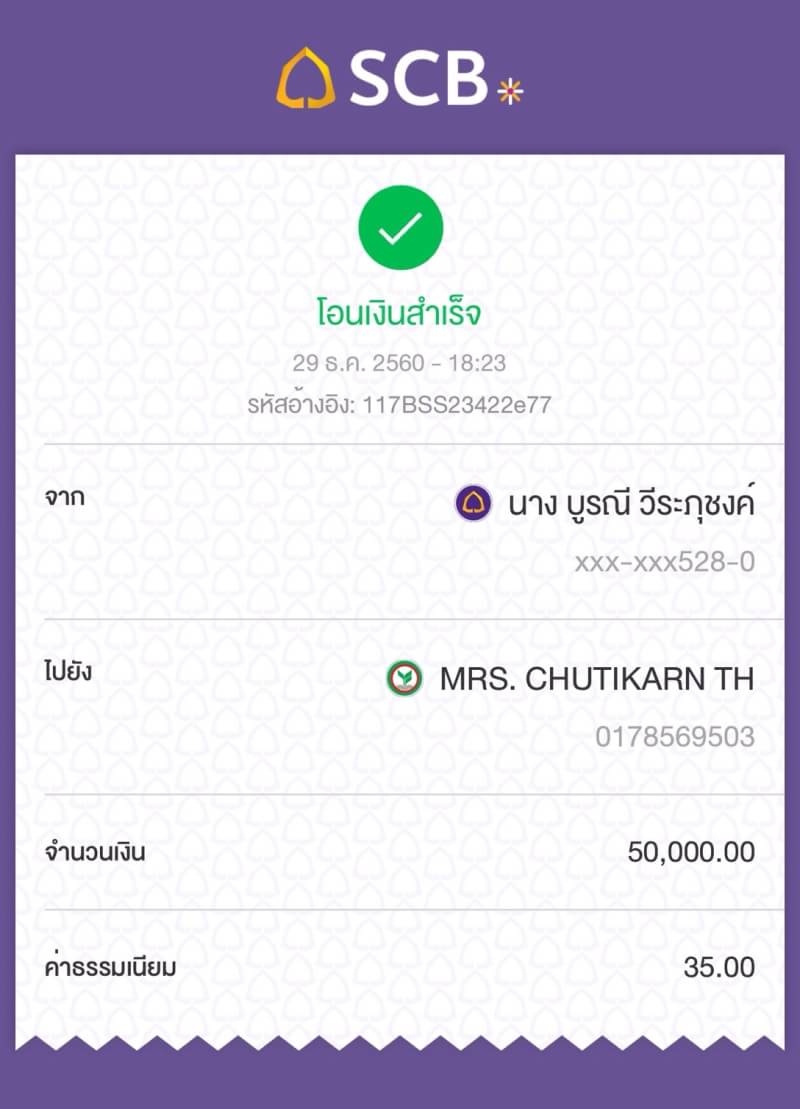 SCB
โอนเงินสำเร็จ
29 ธ.ค. 2560 - 18:23
รหัสอ้างอิง: 117BSS23422e77
จาก
นาง บูรณี วีระภุชงค์
xxx-xxx528-0
ไปยัง
MRS. CHUTIKARN TH
0178569503
จำนวนเงิน 50,000.00
ค่าธรรมเนียม 35.00